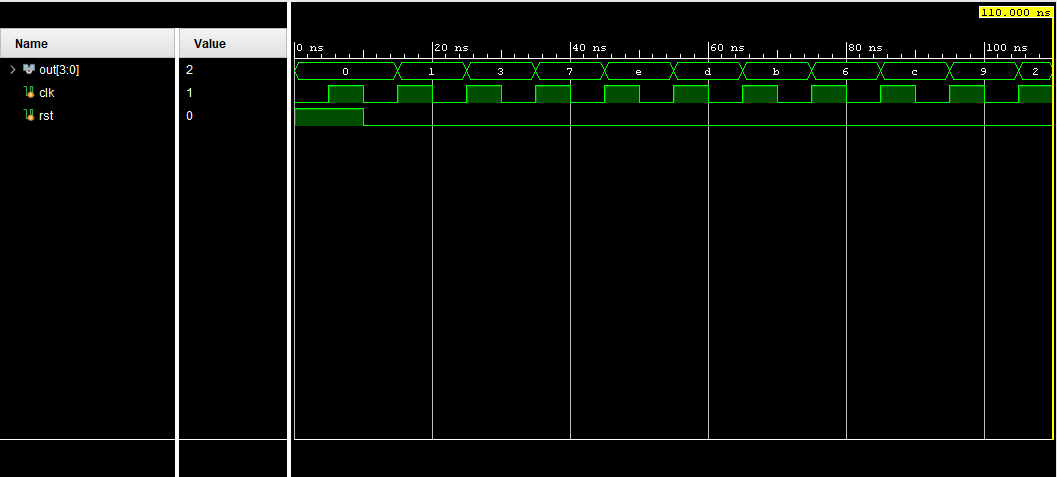 110.000 ns
Name Value
0 ns 20 ns 40 ns 60 ns 80 ns 100 ns
out[3:0] 2 0 1 3 7 e d b 6 c 9 2
clk 1
rst 0